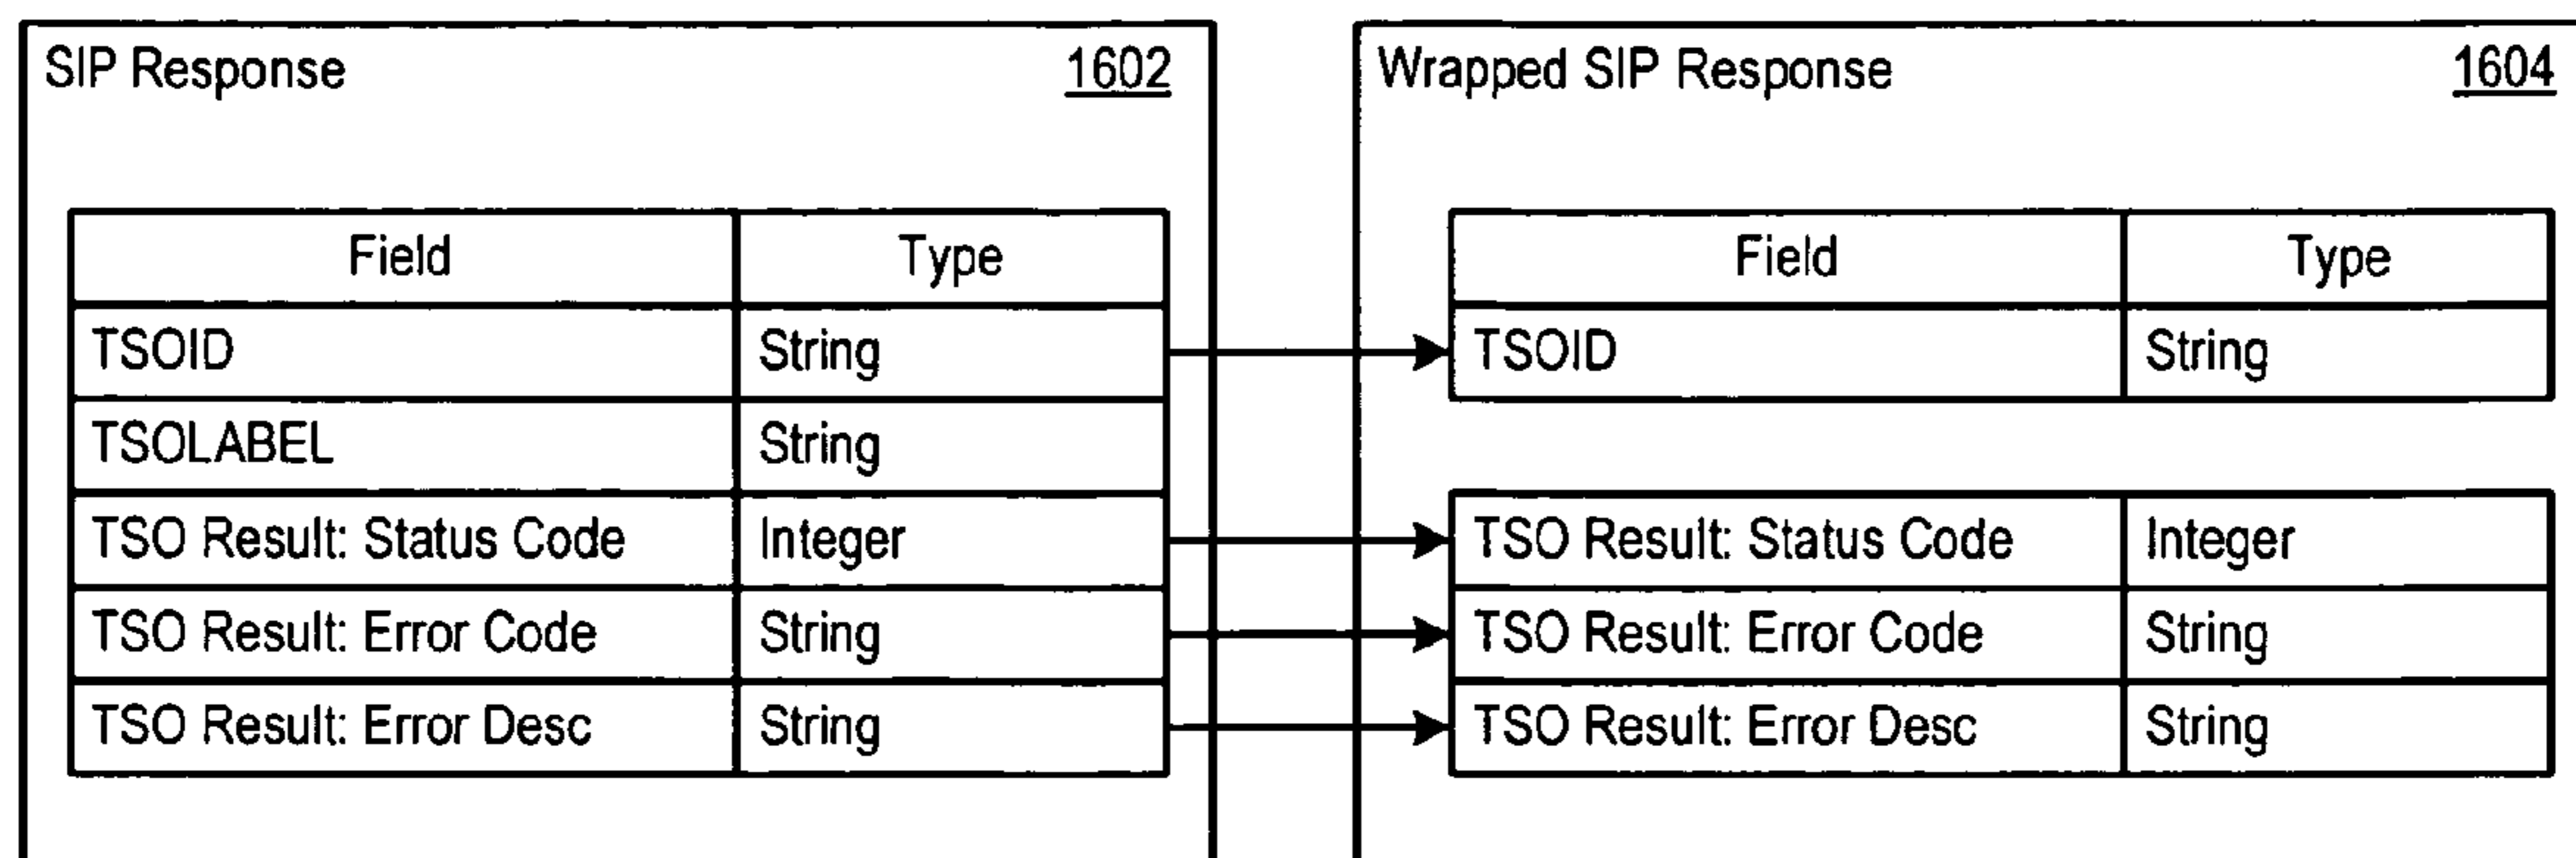 SIP Response 1602
Field Type
TSOID String
TSOLABEL String
TSO Result: Status Code Integer
TSO Result: Error Code String
TSO Result: Error Desc String
Wrapped SIP Response 1604
Field Type
TSOID String
TSO Result: Status Code Integer
TSO Result: Error Code String
TSO Result: Error Desc String